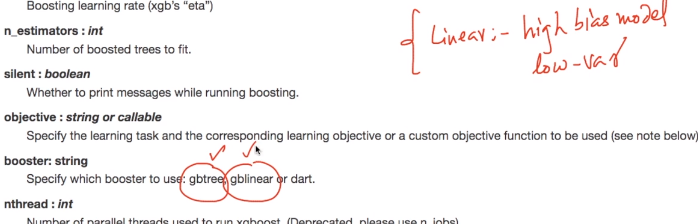 Boosting learning rate (xgb's "eta")
n_estimators : int
Number of boosted trees to fit.
silent : boolean
Whether to print messages while running boosting.
objective : string or callable
Specify the learning task and the corresponding learning objective or a custom objective function to be used (see note below)
booster: string
Specify which booster to use: gbtree, gblinear or dart.
nthread : int
Number of parallel threads used to run xgboost. (Deprecated, please use n_jobs)
Linear :- high bias model
low-var